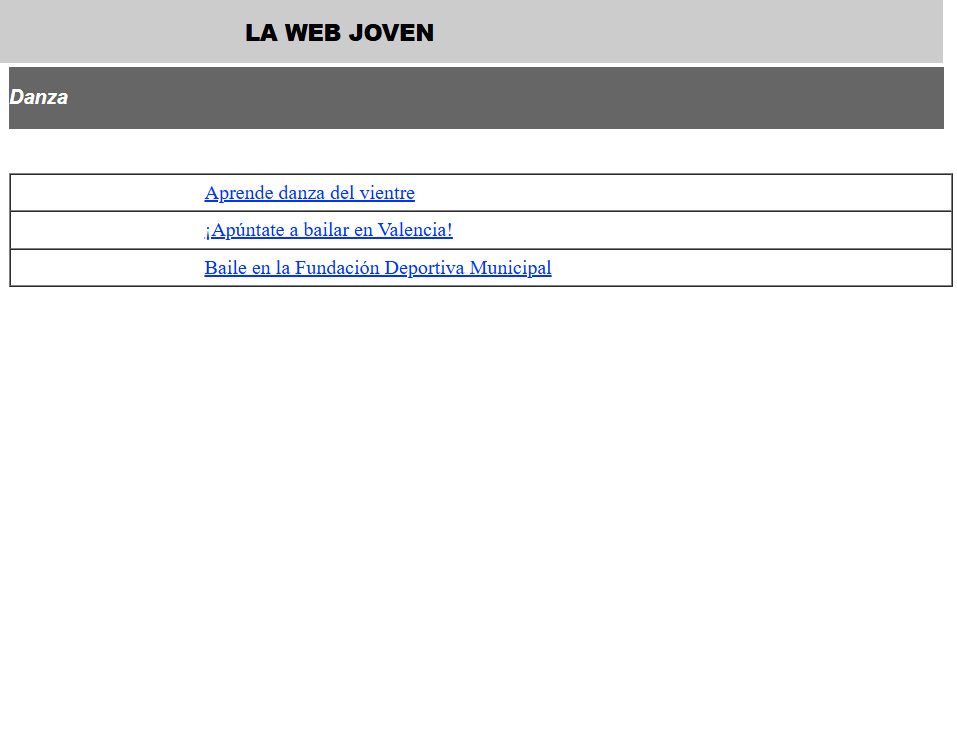 LA WEB JOVEN
Danza
Aprende danza del vientre
¡Apúntate a bailar en Valencia!
Baile en la Fundación Deportiva Municipal